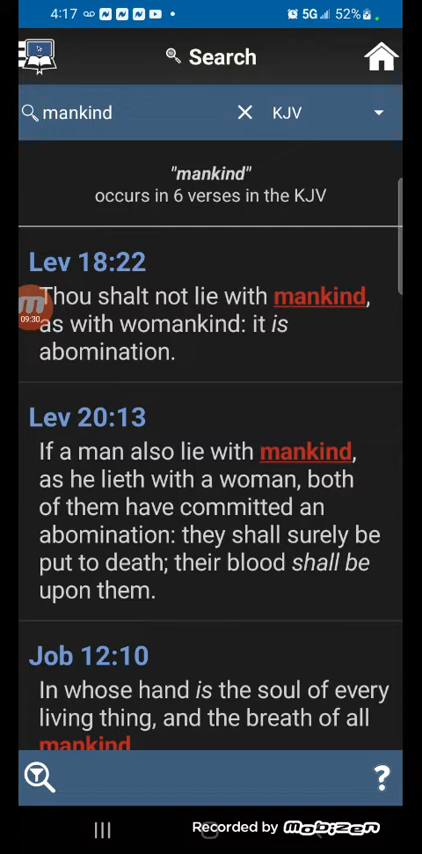 4:17 5G 52%
Search
mankind KJV
"mankind"
occurs in 6 verses in the KJV
Lev 18:22
Thou shalt not lie with mankind,
as with womankind: it is
abomination.
09:30
Lev 20:13
If a man also lie with mankind,
as he lieth with a woman, both
of them have committed an
abomination: they shall surely be
put to death; their blood shall be
upon them.
Job 12:10
In whose hand is the soul of every
living thing, and the breath of all
mankind
?
Recorded by mobizen